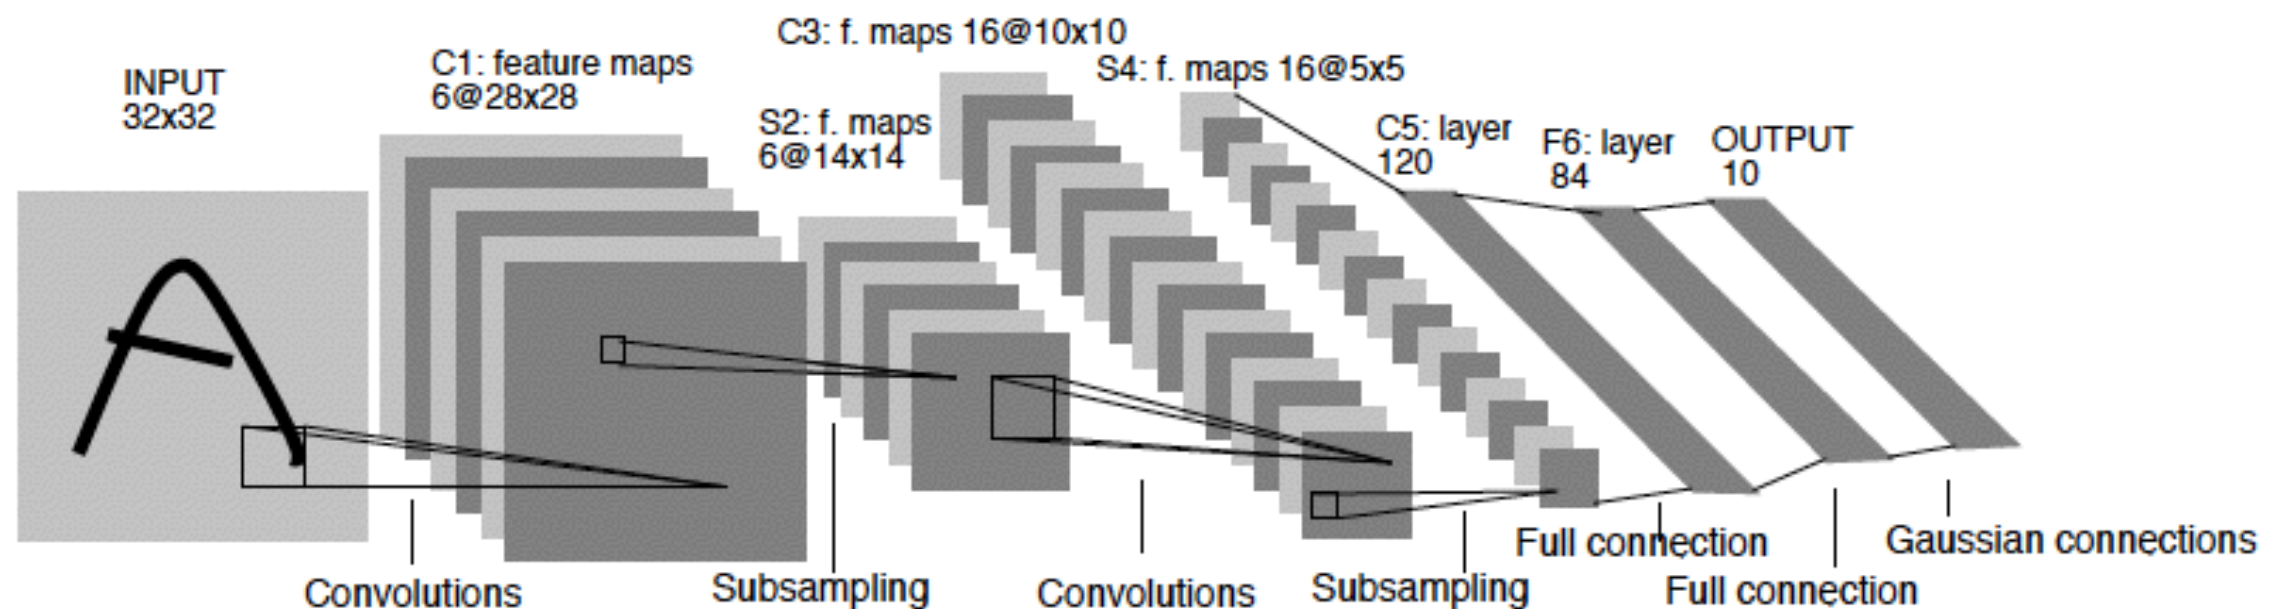 INPUT
32x32
C1: feature maps
6@28x28
S2: f. maps
6@14x14
C3: f. maps 16@10x10
S4: f. maps 16@5x5
C5: layer
120
F6: layer
84
OUTPUT
10
Convolutions
Subsampling
Convolutions
Subsampling
Full connection
Full connection
Gaussian connections